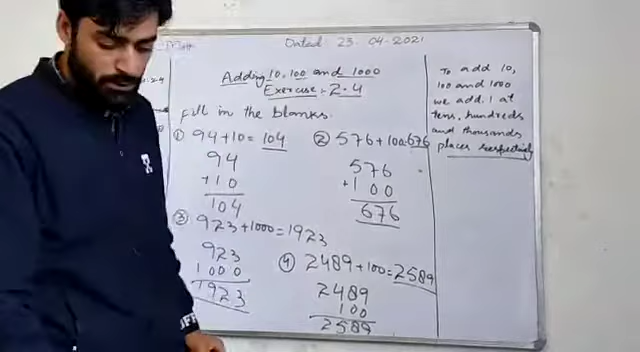 Math
Dated 23-04-2021
Adding 10, 100 and 1000
Exercise: 2.4
Fill in the blanks.
① 94+10= 104
94
+10
104
② 576+100=676
576
+100
676
③ 923+1000=1923
923
1000
1923
④ 2489+100=2589
2489
100
2589
To add 10,
100 and 1000
we add 1 at
tens, hundreds
and thousands
places respectively